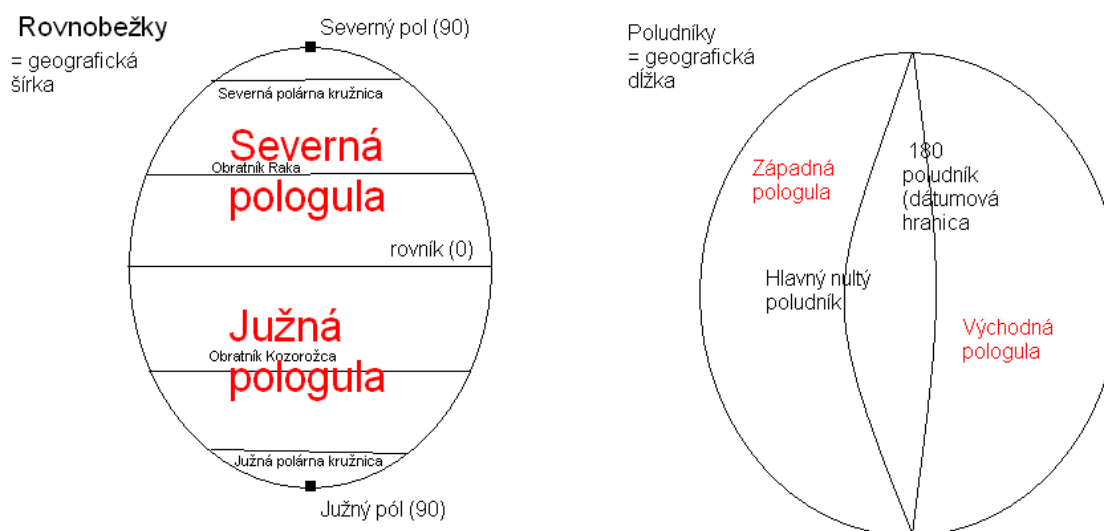 Rovnobežky
= geografická
šírka
Severný pol (90)
Severná polárna kružnica
Severná
Obratník Raka
pologula
rovník (0)
Južná
Obratník Kozorožca
pologula
Južná polárna kružnica
Južný pól (90)
Poludníky
= geografická
dĺžka
Západná
pologula
180
poludník
(dátumová
hranica
Hlavný nultý
poludník
Východná
pologula